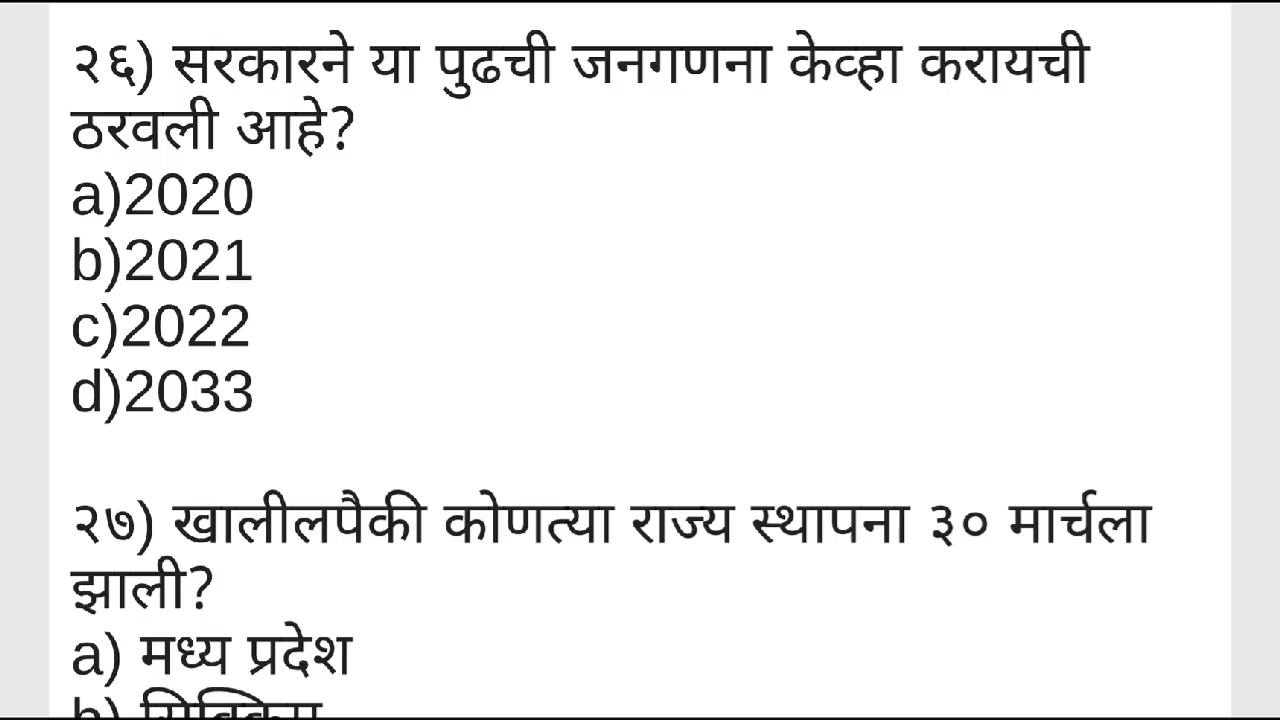 २६) सरकारने या पुढची जनगणना केव्हा करायची
ठरवली आहे?
a)2020
b)2021
c)2022
d)2033
२७) खालीलपैकी कोणत्या राज्य स्थापना ३० मार्चला
झाली?
a) मध्य प्रदेश